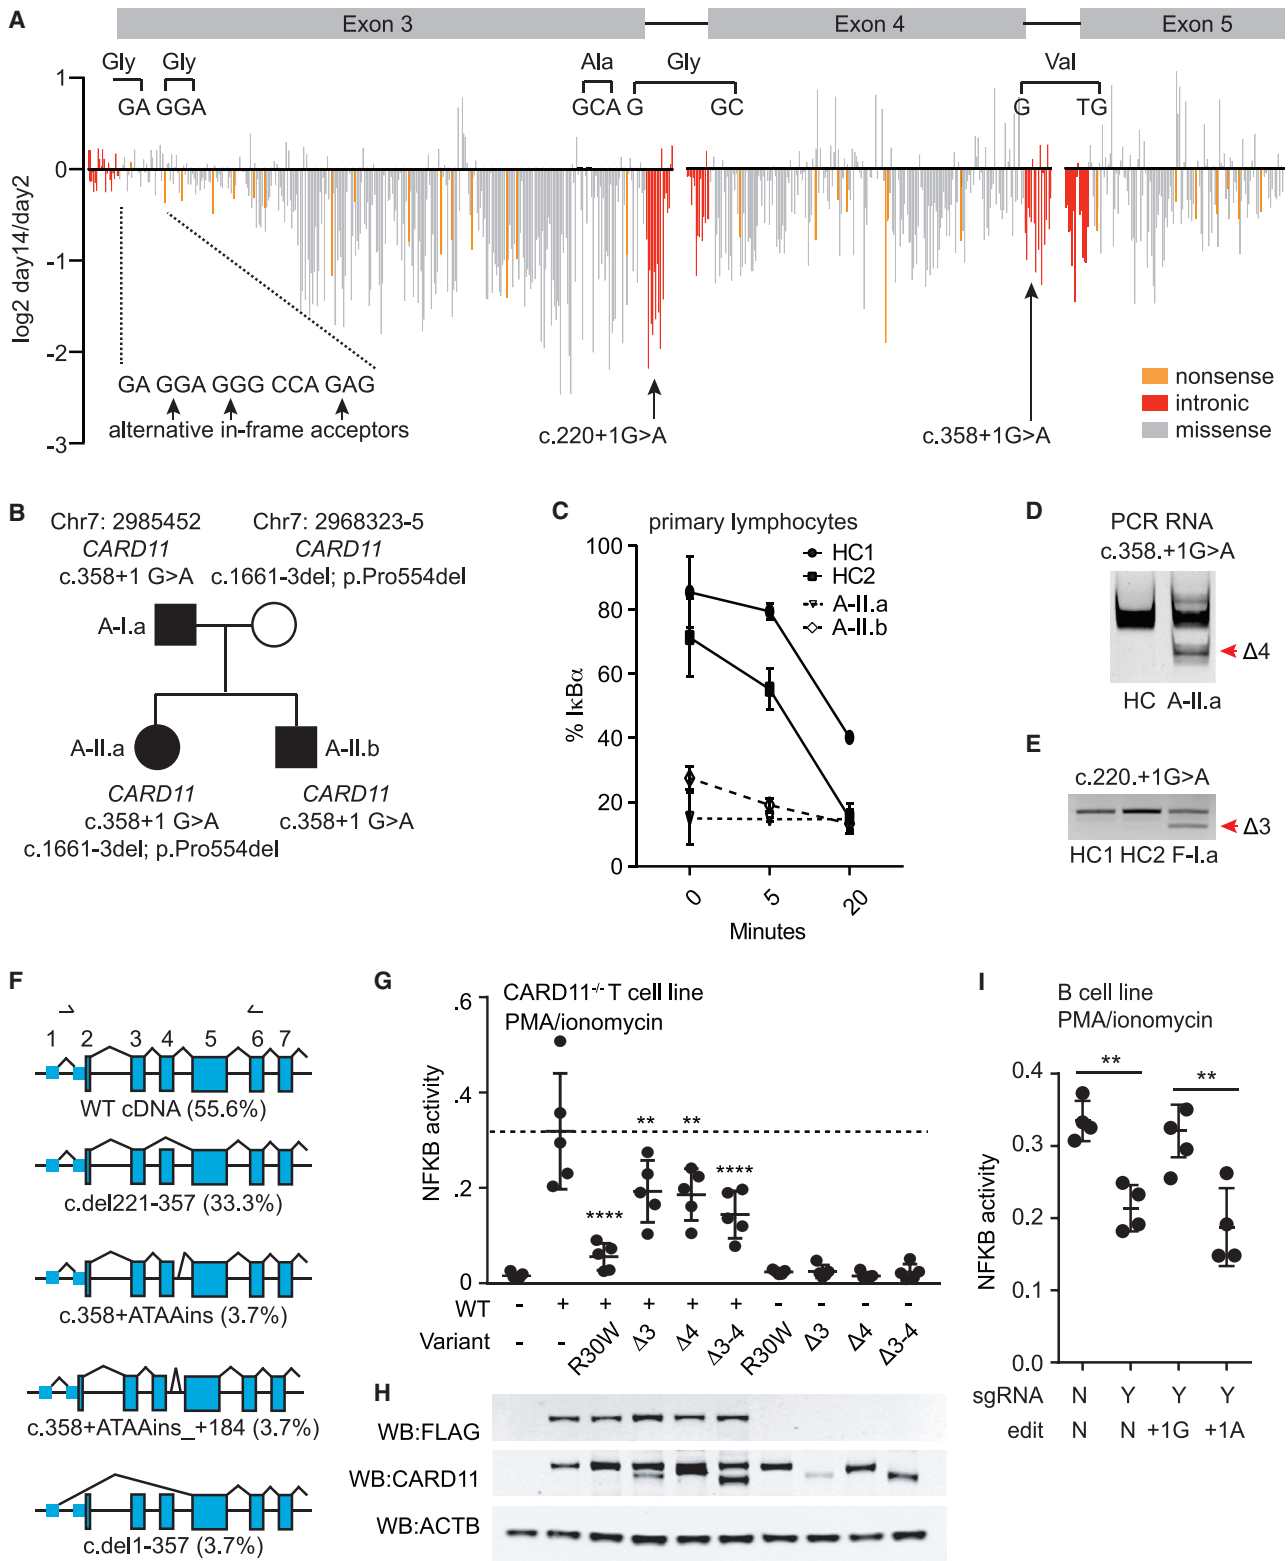 A
Exon 3
Exon 4
Exon 5
Gly
Gly
Ala
Gly
Val
GA GGA
GCA G
GC
G
TG
1
0
-1
-2
-3
log2 day14/day2
GA GGA GGG CCA GAG
alternative in-frame acceptors
c.220+1G>A
c.358+1G>A
nonsense
intronic
missense
B
Chr7: 2985452
CARD11
c.358+1 G>A
Chr7: 2968323-5
CARD11
c.1661-3del; p.Pro554del
A-I.a
A-II.a
A-II.b
CARD11
c.358+1 G>A
c.1661-3del; p.Pro554del
CARD11
c.358+1 G>A
C
primary lymphocytes
HC1
HC2
A-II.a
A-II.b
100
80
60
40
20
0
% IκBα
0
5
20
Minutes
D
PCR RNA
c.358.+1G>A
Δ4
HC A-II.a
E
c.220.+1G>A
Δ3
HC1 HC2 F-I.a
F
1 2 3 4 5 6 7
WT cDNA (55.6%)
c.del221-357 (33.3%)
c.358+ATAAins (3.7%)
c.358+ATAAins_+184 (3.7%)
c.del1-357 (3.7%)
G
CARD11-/- T cell line
PMA/ionomycin
.6
.4
.2
0
NFKB activity
**
**
****
****
WT - + + + + + - - - -
Variant - - R30W Δ3 Δ4 Δ3-4 R30W Δ3 Δ4 Δ3-4
H
WB:FLAG
WB:CARD11
WB:ACTB
I
B cell line
PMA/ionomycin
**
**
0.4
0.3
0.2
0.1
0.0
NFKB activity
sgRNA N Y Y Y
edit N N +1G +1A